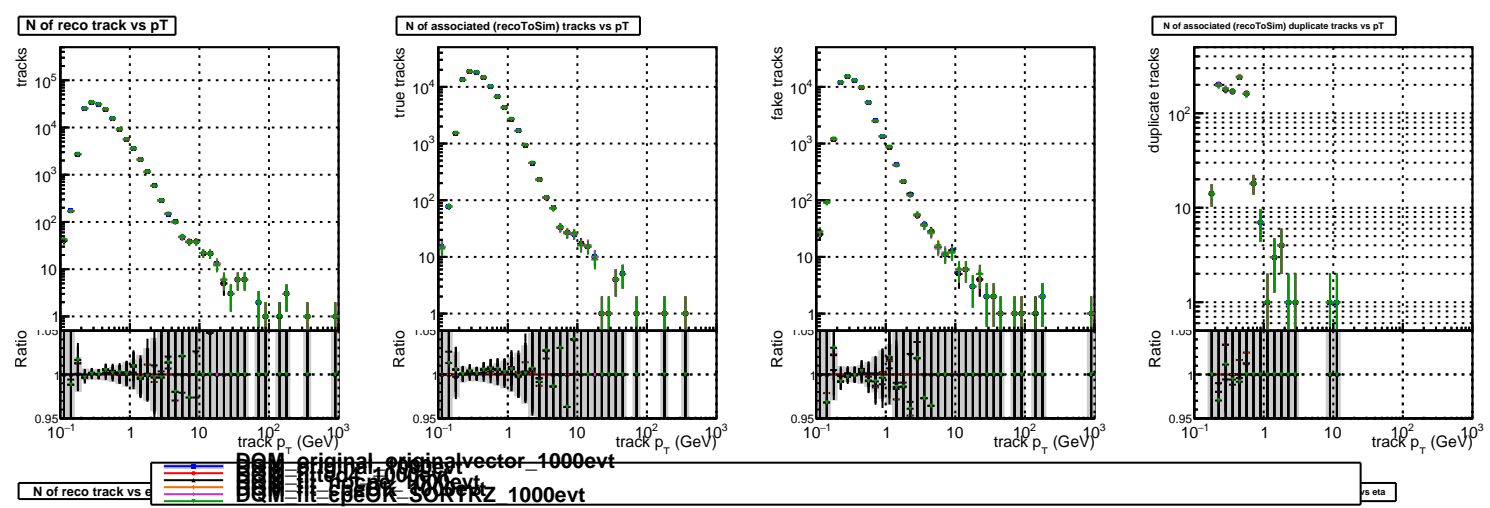 N of reco track vs pT
N of associated (recoToSim) tracks vs pT
N of associated (recoToSim) duplicate tracks vs pT
tracks
10^5
10^4
10^3
10^2
10
1
Ratio
1.05
1
0.95
10^-1 1 10 10^2 10^3
track p_T (GeV)
true tracks
10^4
10^3
10^2
10
1
Ratio
1.05
1
0.95
10^-1 1 10 10^2 10^3
track p_T (GeV)
fake tracks
10^4
10^3
10^2
10
1
Ratio
1.05
1
0.95
10^-1 1 10 10^2 10^3
track p_T (GeV)
duplicate tracks
10^2
10
1
Ratio
1.05
1
0.95
10^-1 1 10 10^2 10^3
track p_T (GeV)
DQM_original_originalvector_1000evt
DQM_original_1000evt
DQM_fit_cpeOK_SORTRZ_1000evt
N of reco track vs e
vs eta